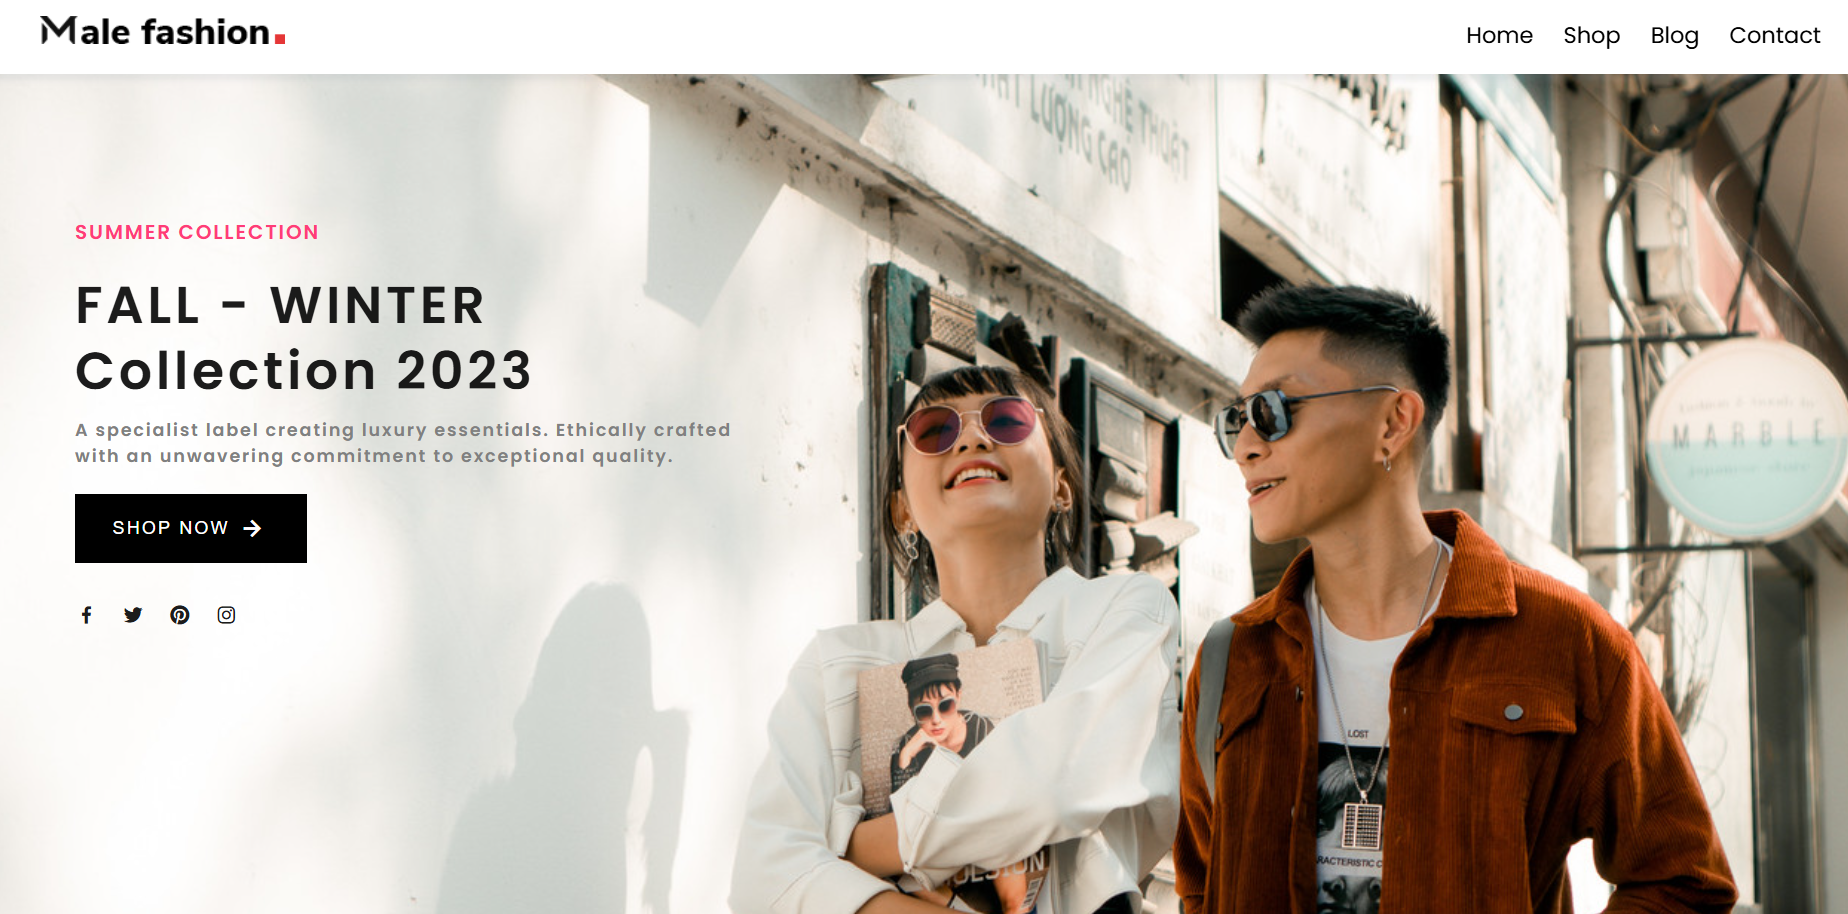 Male fashion.
Home Shop Blog Contact
SUMMER COLLECTION
FALL - WINTER
Collection 2023
A specialist label creating luxury essentials. Ethically crafted
with an unwavering commitment to exceptional quality.
SHOP NOW
NGHỆ THUẬT
LƯỢNG CAO
MARBLE
LOST